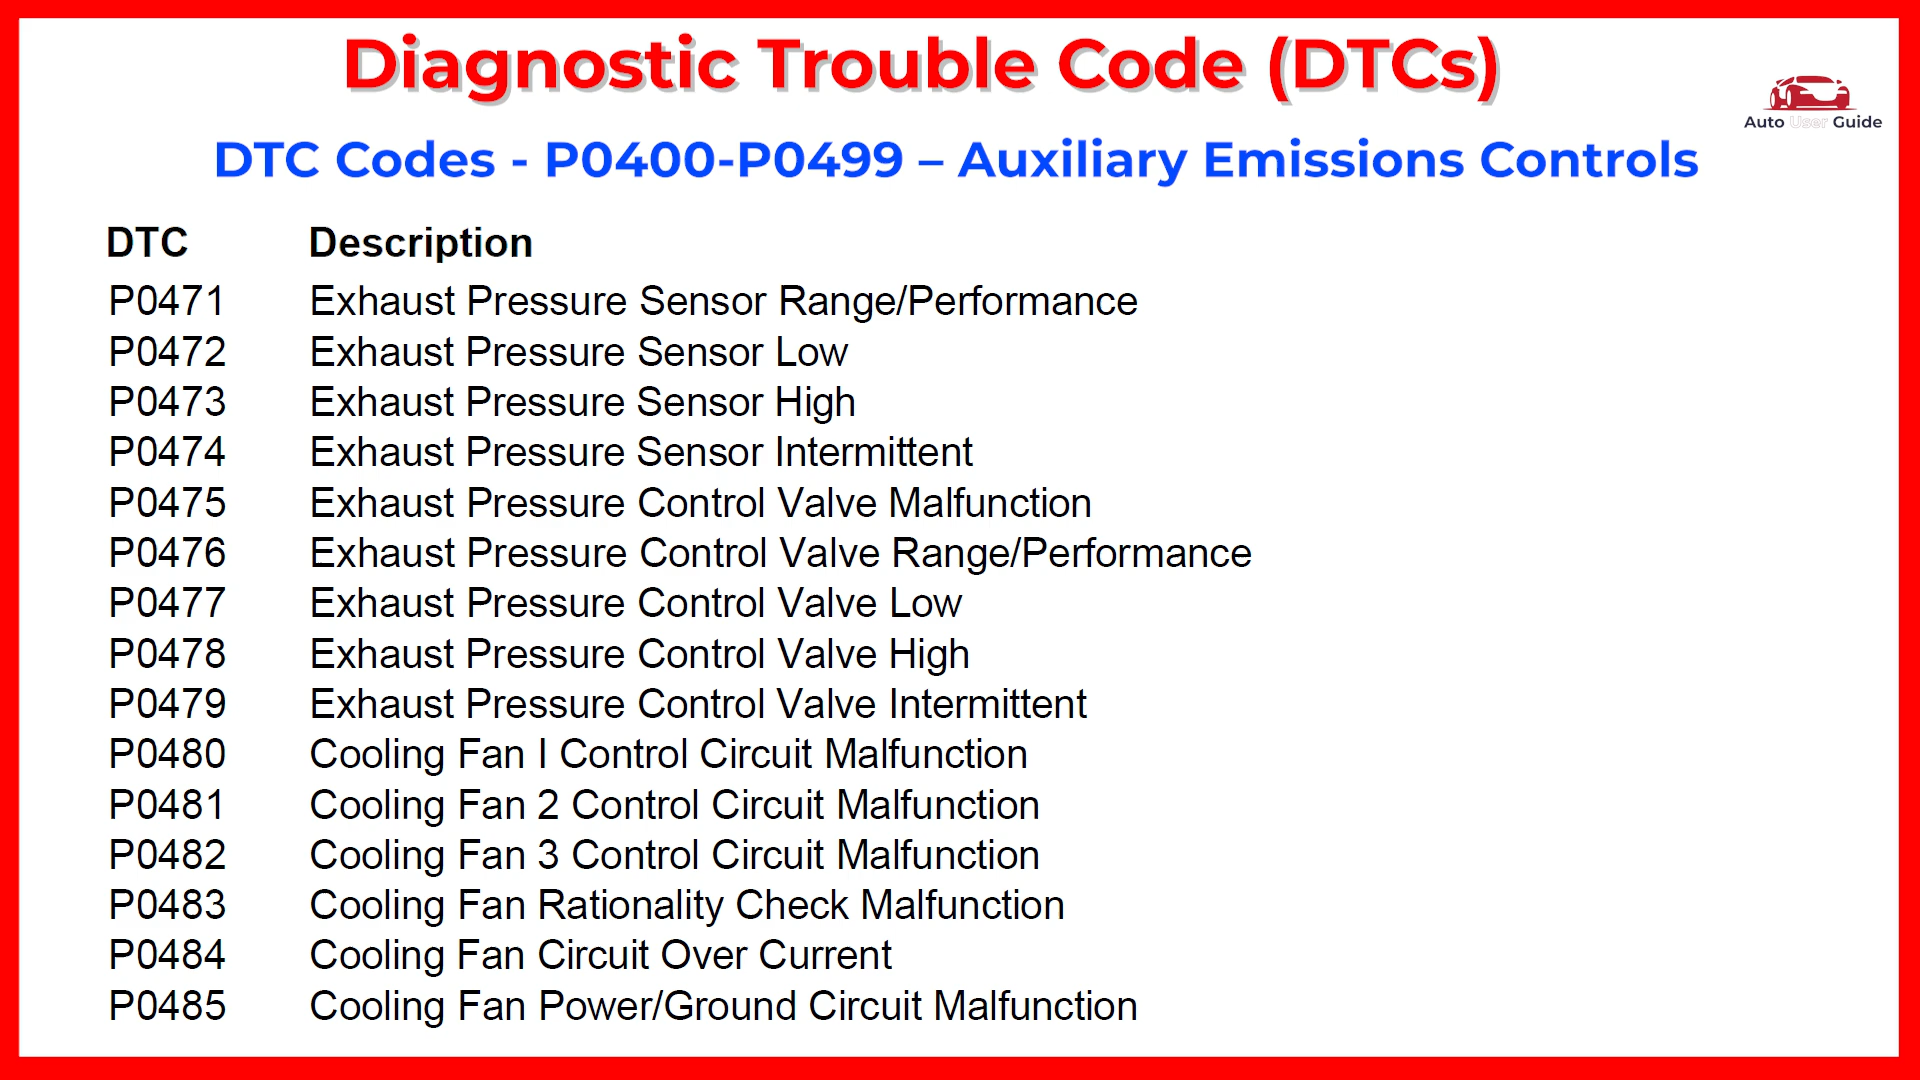 Diagnostic Trouble Code (DTCs)
Auto User Guide
DTC Codes - P0400-P0499 – Auxiliary Emissions Controls
DTC Description
P0471 Exhaust Pressure Sensor Range/Performance
P0472 Exhaust Pressure Sensor Low
P0473 Exhaust Pressure Sensor High
P0474 Exhaust Pressure Sensor Intermittent
P0475 Exhaust Pressure Control Valve Malfunction
P0476 Exhaust Pressure Control Valve Range/Performance
P0477 Exhaust Pressure Control Valve Low
P0478 Exhaust Pressure Control Valve High
P0479 Exhaust Pressure Control Valve Intermittent
P0480 Cooling Fan I Control Circuit Malfunction
P0481 Cooling Fan 2 Control Circuit Malfunction
P0482 Cooling Fan 3 Control Circuit Malfunction
P0483 Cooling Fan Rationality Check Malfunction
P0484 Cooling Fan Circuit Over Current
P0485 Cooling Fan Power/Ground Circuit Malfunction